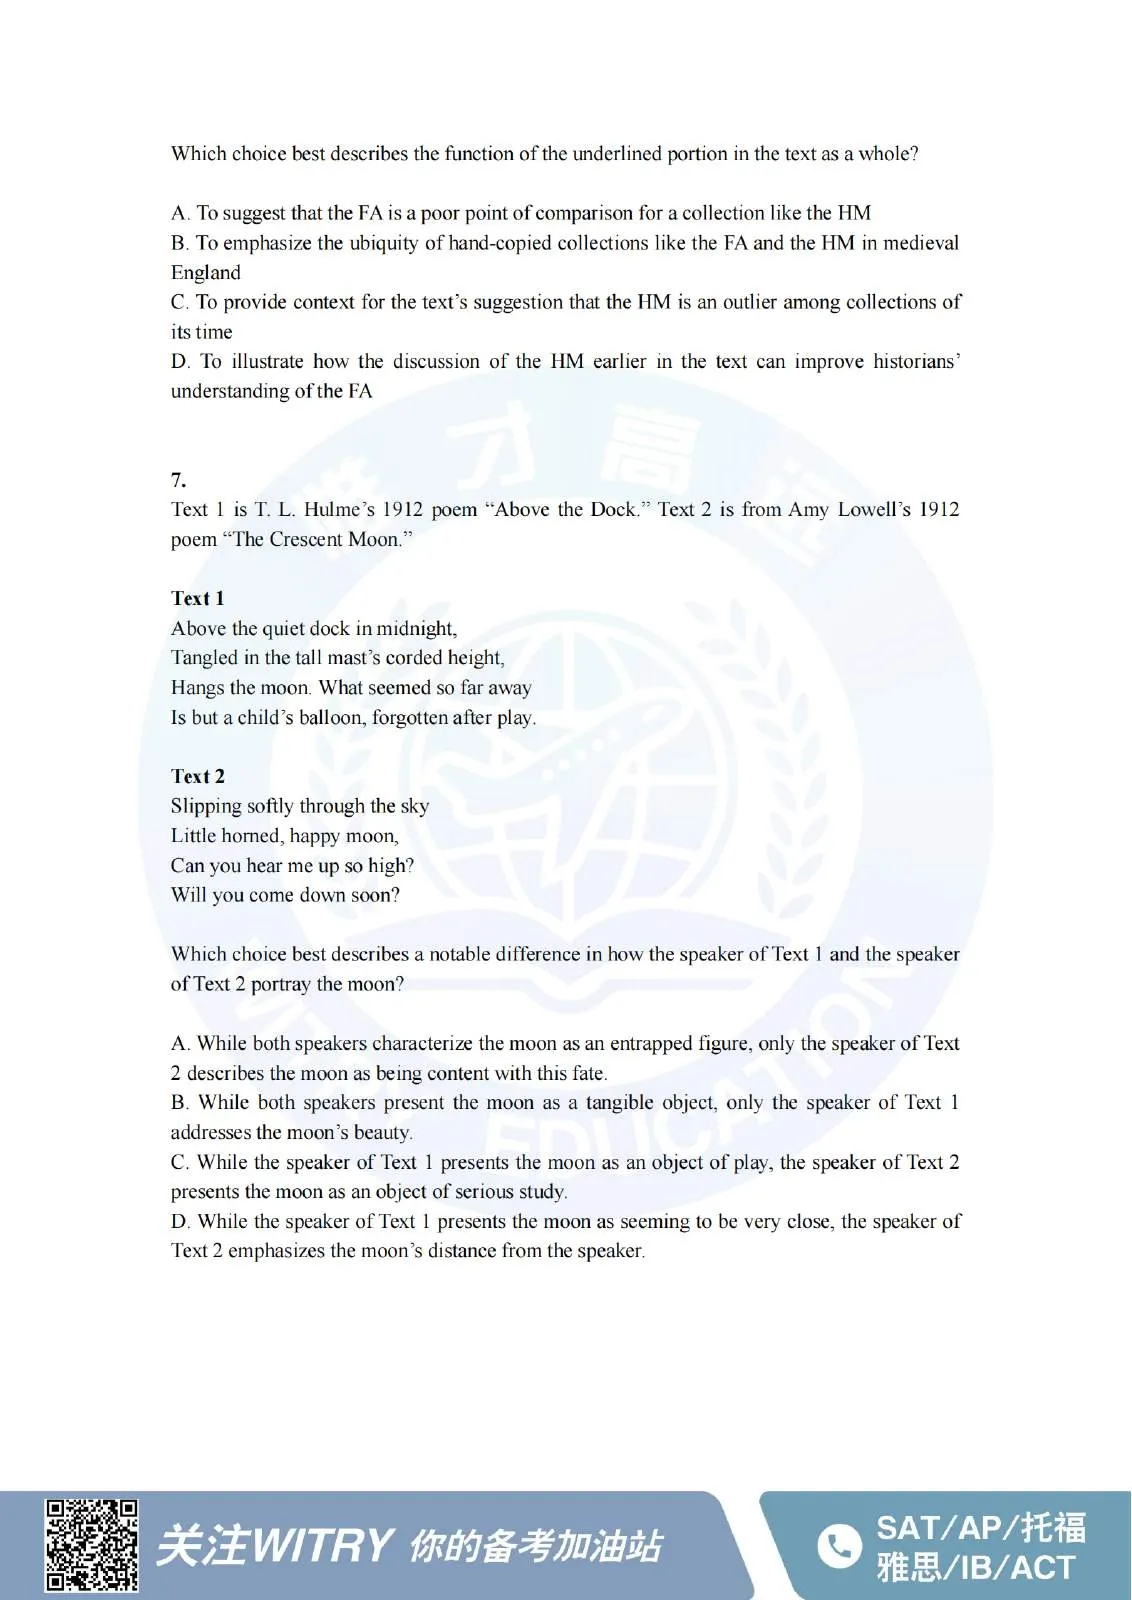 Which choice best describes the function of the underlined portion in the text as a whole?
A. To suggest that the FA is a poor point of comparison for a collection like the HM
B. To emphasize the ubiquity of hand-copied collections like the FA and the HM in medieval
England
C. To provide context for the text’s suggestion that the HM is an outlier among collections of
its time
D. To illustrate how the discussion of the HM earlier in the text can improve historians’
understanding of the FA
7.
Text 1 is T. L. Hulme’s 1912 poem “Above the Dock.” Text 2 is from Amy Lowell’s 1912
poem “The Crescent Moon.”
Text 1
Above the quiet dock in midnight,
Tangled in the tall mast’s corded height,
Hangs the moon. What seemed so far away
Is but a child’s balloon, forgotten after play.
Text 2
Slipping softly through the sky
Little horned, happy moon,
Can you hear me up so high?
Will you come down soon?
Which choice best describes a notable difference in how the speaker of Text 1 and the speaker
of Text 2 portray the moon?
A. While both speakers characterize the moon as an entrapped figure, only the speaker of Text
2 describes the moon as being content with this fate.
B. While both speakers present the moon as a tangible object, only the speaker of Text 1
addresses the moon’s beauty.
C. While the speaker of Text 1 presents the moon as an object of play, the speaker of Text 2
presents the moon as an object of serious study.
D. While the speaker of Text 1 presents the moon as seeming to be very close, the speaker of
Text 2 emphasizes the moon’s distance from the speaker.
才高远
EDUCATION
关注WITRY 你的备考加油站
SAT/AP/托福
雅思/IB/ACT